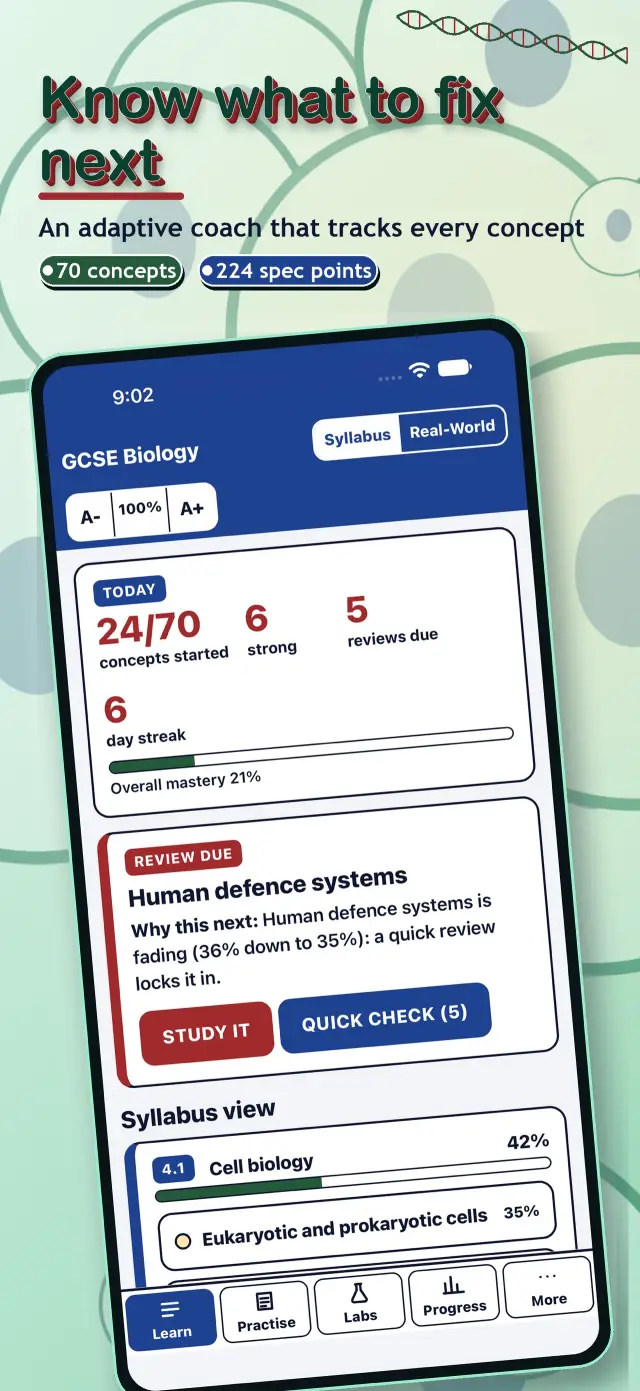 Know what to fix
next
An adaptive coach that tracks every concept
70 concepts
224 spec points
9:02
GCSE Biology
Syllabus
Real-World
A-
100%
A+
TODAY
24/70
concepts started
6
strong
5
reviews due
6
day streak
Overall mastery 21%
REVIEW DUE
Human defence systems
Why this next: Human defence systems is
fading (36% down to 35%): a quick review
locks it in.
STUDY IT
QUICK CHECK (5)
Syllabus view
4.1
Cell biology
42%
Eukaryotic and prokaryotic cells
35%
Learn
Practise
Labs
Progress
More